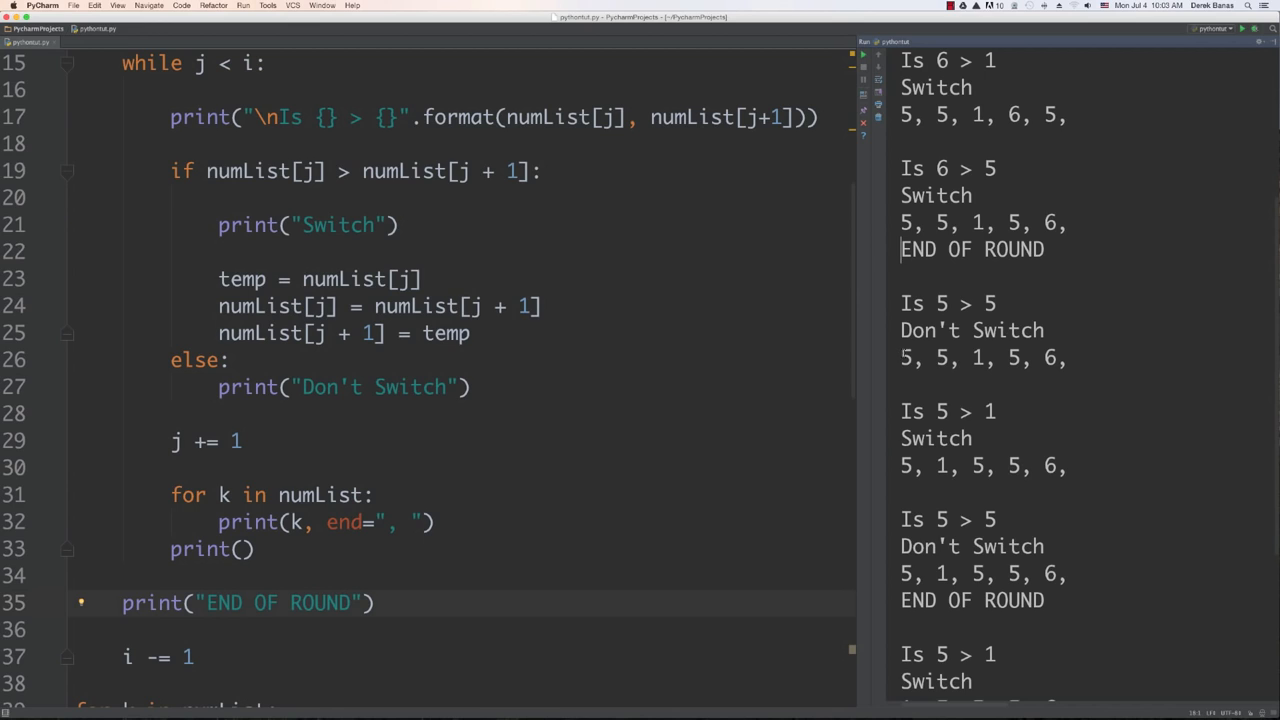 PyCharm File Edit View Navigate Code Refactor Run Tools VCS Window Help
10 Mon Jul 4 10:03 AM Derek Banas
pythontut.py - PycharmProjects - [~/PycharmProjects]
PycharmProjects pythontut.py
pythontut
pythontut.py
Run pythontut
15 while j < i:
16
17 print("\nIs {} > {}".format(numList[j], numList[j+1]))
18
19 if numList[j] > numList[j + 1]:
20
21 print("Switch")
22
23 temp = numList[j]
24 numList[j] = numList[j + 1]
25 numList[j + 1] = temp
26 else:
27 print("Don't Switch")
28
29 j += 1
30
31 for k in numList:
32 print(k, end=", ")
33 print()
34
35 print("END OF ROUND")
36
37 i -= 1
38
Is 6 > 1
Switch
5, 5, 1, 6, 5,
Is 6 > 5
Switch
5, 5, 1, 5, 6,
END OF ROUND
Is 5 > 5
Don't Switch
5, 5, 1, 5, 6,
Is 5 > 1
Switch
5, 1, 5, 5, 6,
Is 5 > 5
Don't Switch
5, 1, 5, 5, 6,
END OF ROUND
Is 5 > 1
Switch